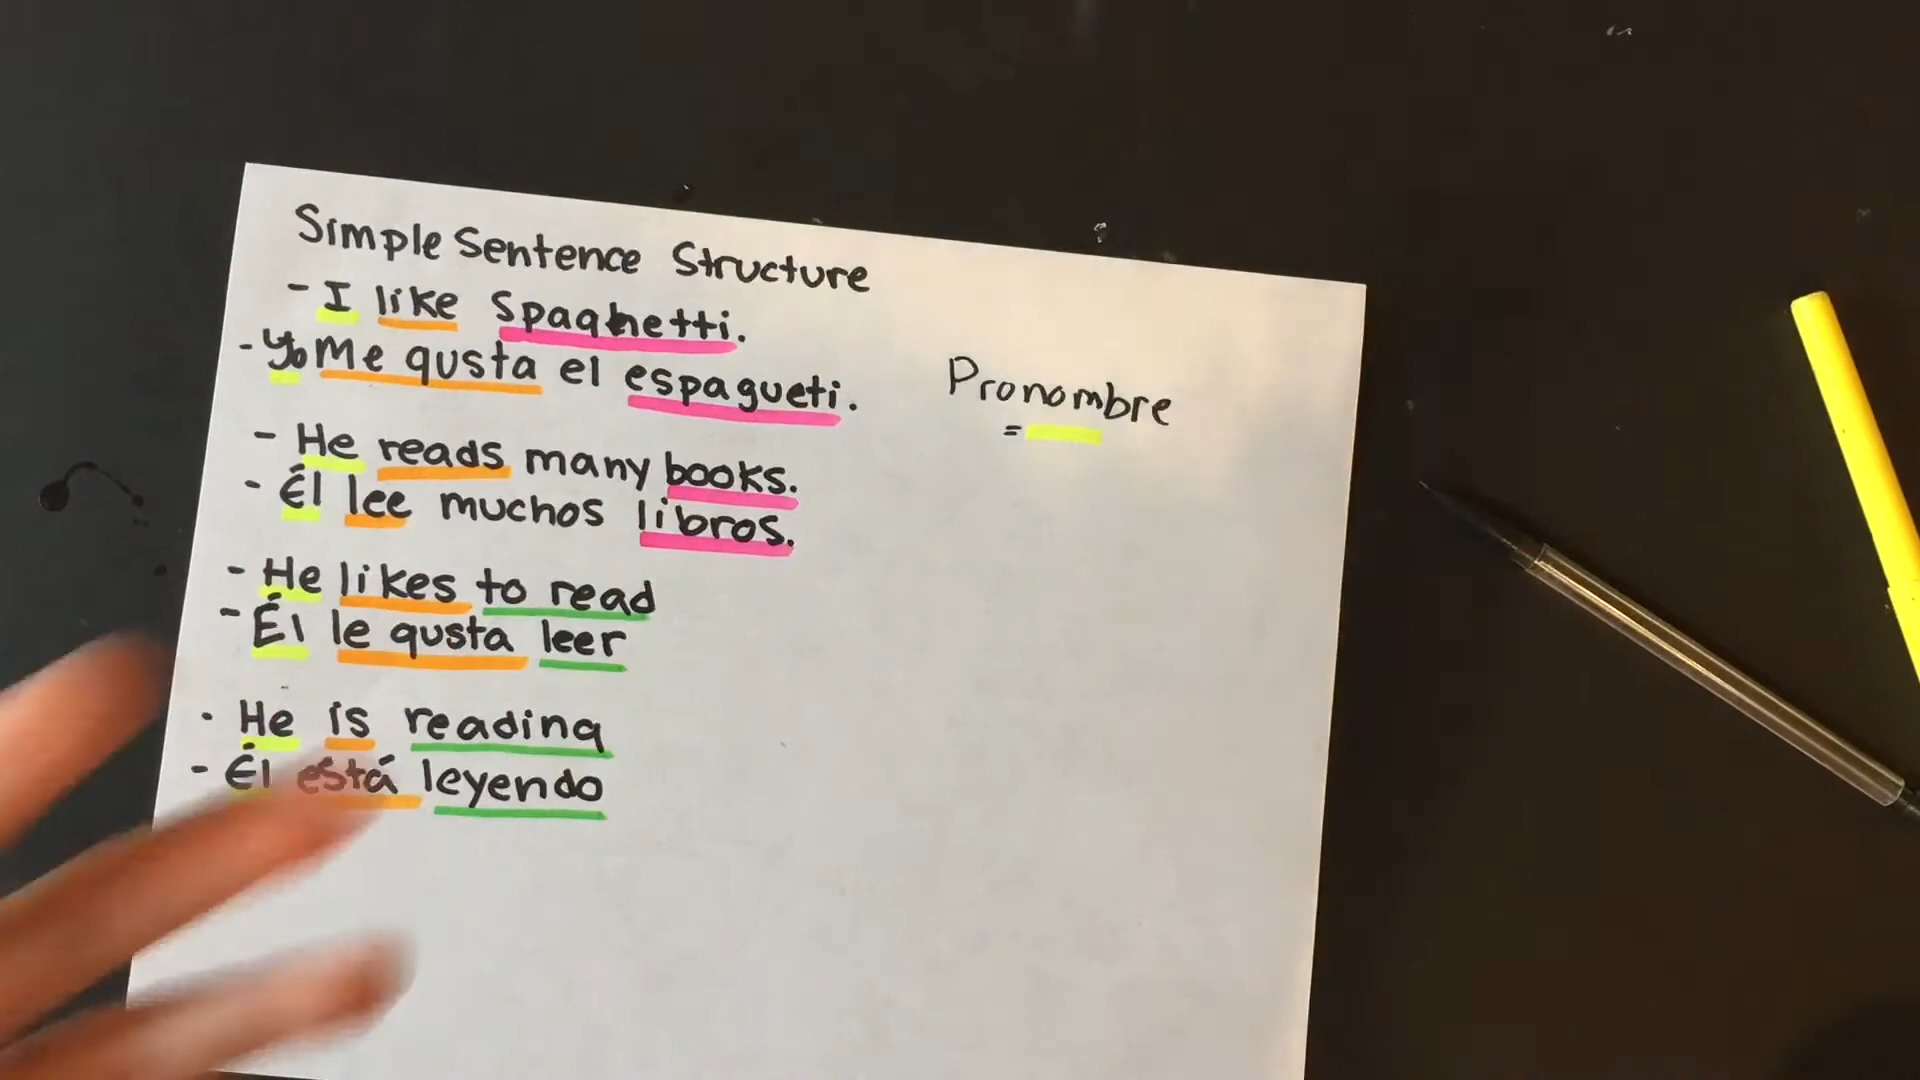 Simple Sentence Structure
- I like Spaghetti.
- Yo Me gusta el espagueti.
Pronombre
=
- He reads many books.
- Él lee muchos libros.
- He likes to read
- Él le gusta leer
- He is reading
- Él está leyendo